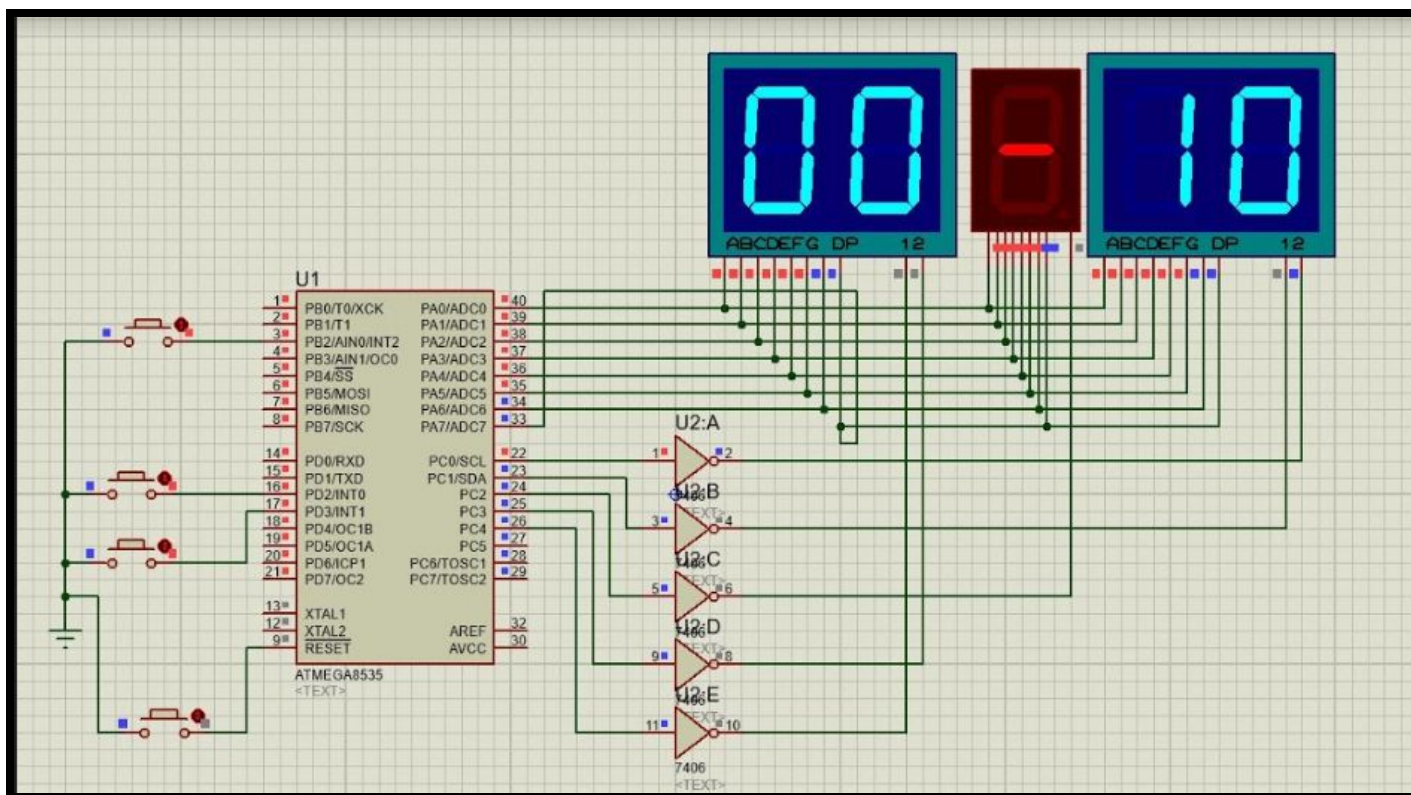 00 - 10
ABCDEFG DP 12
ABCDEFG DP 12
U1
1 PB0/T0/XCK PA0/ADC0 40
2 PB1/T1 PA1/ADC1 39
3 PB2/AIN0/INT2 PA2/ADC2 38
4 PB3/AIN1/OC0 PA3/ADC3 37
5 PB4/SS PA4/ADC4 36
6 PB5/MOSI PA5/ADC5 35
7 PB6/MISO PA6/ADC6 34
8 PB7/SCK PA7/ADC7 33
14 PD0/RXD PC0/SCL 22
15 PD1/TXD PC1/SDA 23
16 PD2/INT0 PC2 24
17 PD3/INT1 PC3 25
18 PD4/OC1B PC4 26
19 PD5/OC1A PC5 27
20 PD6/ICP1 PC6/TOSC1 28
21 PD7/OC2 PC7/TOSC2 29
13 XTAL1
12 XTAL2 AREF 32
9 RESET AVCC 30
ATMEGA8535
<TEXT>
U2:A
1 2
U2:B
<TEXT>
3 4
U2:C
<TEXT>
5 6
U2:D
<TEXT>
9 8
U2:E
<TEXT>
11 10
7406
<TEXT>